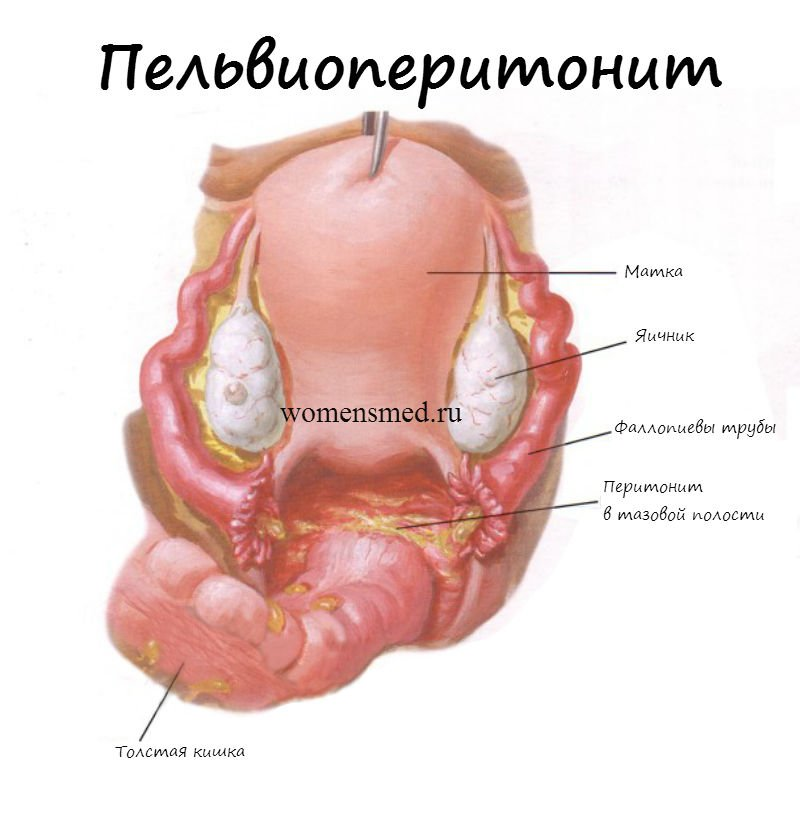 Пельвиоперитонит
Матка
Яичник
womensmed.ru
Фаллопиевы трубы
Перитонит
в тазовой полости
Толстая кишка